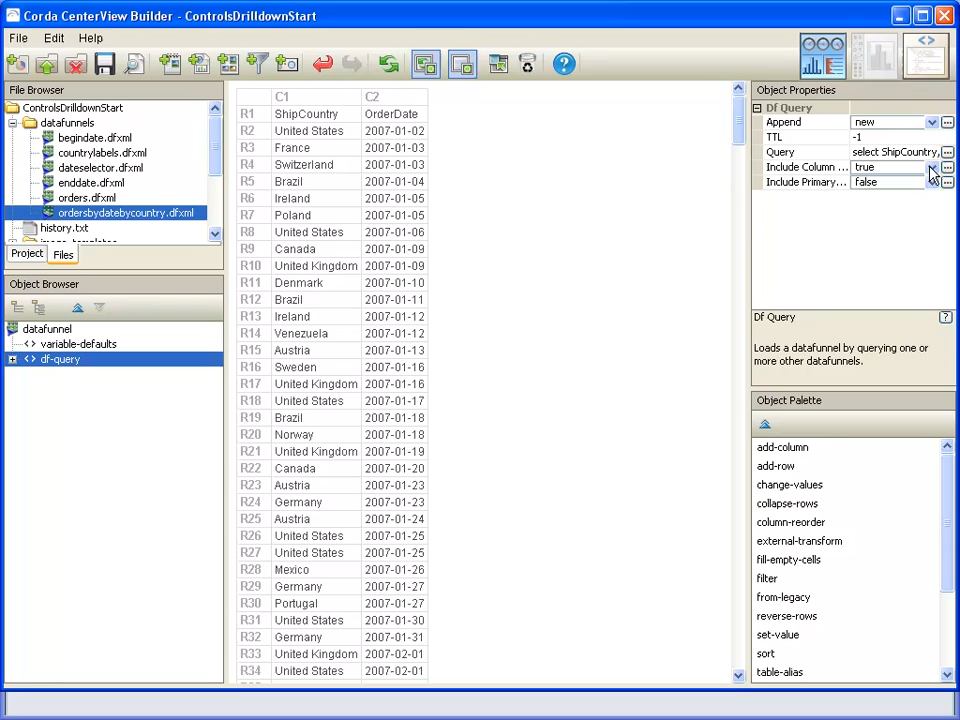 Corda CenterView Builder - ControlsDrilldownStart
File Edit Help
File Browser
ControlsDrilldownStart
datafunnels
begindate.dfxml
countrylabels.dfxml
dateselector.dfxml
enddate.dfxml
orders.dfxml
ordersbydatebycountry.dfxml
history.txt
Project Files
Object Browser
datafunnel
<> variable-defaults
<> df-query
C1 C2
R1 ShipCountry OrderDate
R2 United States 2007-01-02
R3 France 2007-01-03
R4 Switzerland 2007-01-03
R5 Brazil 2007-01-04
R6 Ireland 2007-01-05
R7 Poland 2007-01-05
R8 United States 2007-01-06
R9 Canada 2007-01-09
R10 United Kingdom 2007-01-09
R11 Denmark 2007-01-10
R12 Brazil 2007-01-11
R13 Ireland 2007-01-12
R14 Venezuela 2007-01-12
R15 Austria 2007-01-13
R16 Sweden 2007-01-16
R17 United Kingdom 2007-01-16
R18 United States 2007-01-17
R19 Brazil 2007-01-18
R20 Norway 2007-01-18
R21 United Kingdom 2007-01-19
R22 Canada 2007-01-20
R23 Austria 2007-01-23
R24 Germany 2007-01-23
R25 Austria 2007-01-24
R26 United States 2007-01-25
R27 United States 2007-01-25
R28 Mexico 2007-01-26
R29 Germany 2007-01-27
R30 Portugal 2007-01-27
R31 United States 2007-01-30
R32 Germany 2007-01-31
R33 United Kingdom 2007-02-01
R34 United States 2007-02-01
Object Properties
Df Query
Append new
TTL -1
Query select ShipCountry,
Include Column ... true
Include Primary... false
Df Query
Loads a datafunnel by querying one or
more other datafunnels.
Object Palette
add-column
add-row
change-values
collapse-rows
column-reorder
external-transform
fill-empty-cells
filter
from-legacy
reverse-rows
set-value
sort
table-alias